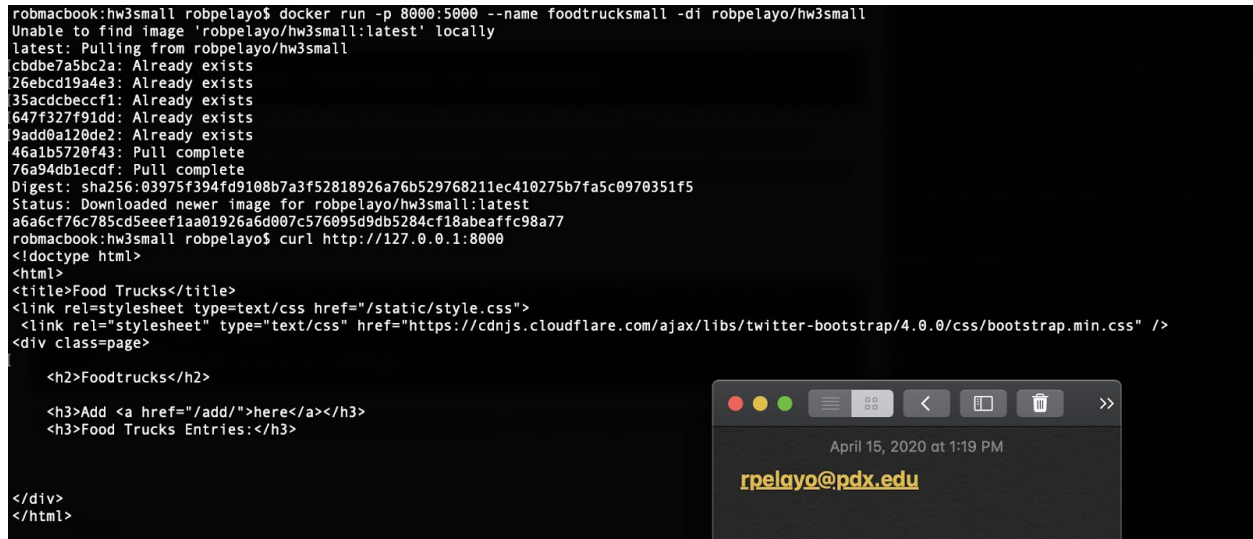 robmacbook:hw3small robpelayo$ docker run -p 8000:5000 --name foodtrucksmall -di robpelayo/hw3small
Unable to find image 'robpelayo/hw3small:latest' locally
latest: Pulling from robpelayo/hw3small
[cbdbe7a5bc2a: Already exists
[26ebcd19a4e3: Already exists
[35acdcbeccf1: Already exists
[647f327f91dd: Already exists
[9add0a120de2: Already exists
46a1b5720f43: Pull complete
76a94db1ecdf: Pull complete
Digest: sha256:03975f394fd9108b7a3f52818926a76b529768211ec410275b7fa5c0970351f5
Status: Downloaded newer image for robpelayo/hw3small:latest
a6a6cf76c785cd5eeef1aa01926a6d007c576095d9db5284cf18abeaffc98a77
robmacbook:hw3small robpelayo$ curl http://127.0.0.1:8000
<!doctype html>
<html>
<title>Food Trucks</title>
<link rel=stylesheet type=text/css href="/static/style.css">
 <link rel="stylesheet" type="text/css" href="https://cdnjs.cloudflare.com/ajax/libs/twitter-bootstrap/4.0.0/css/bootstrap.min.css" />
<div class=page>
[
    <h2>Foodtrucks</h2>
    <h3>Add <a href="/add/">here</a></h3>
    <h3>Food Trucks Entries:</h3>
</div>
</html>
April 15, 2020 at 1:19 PM
rpelayo@pdx.edu